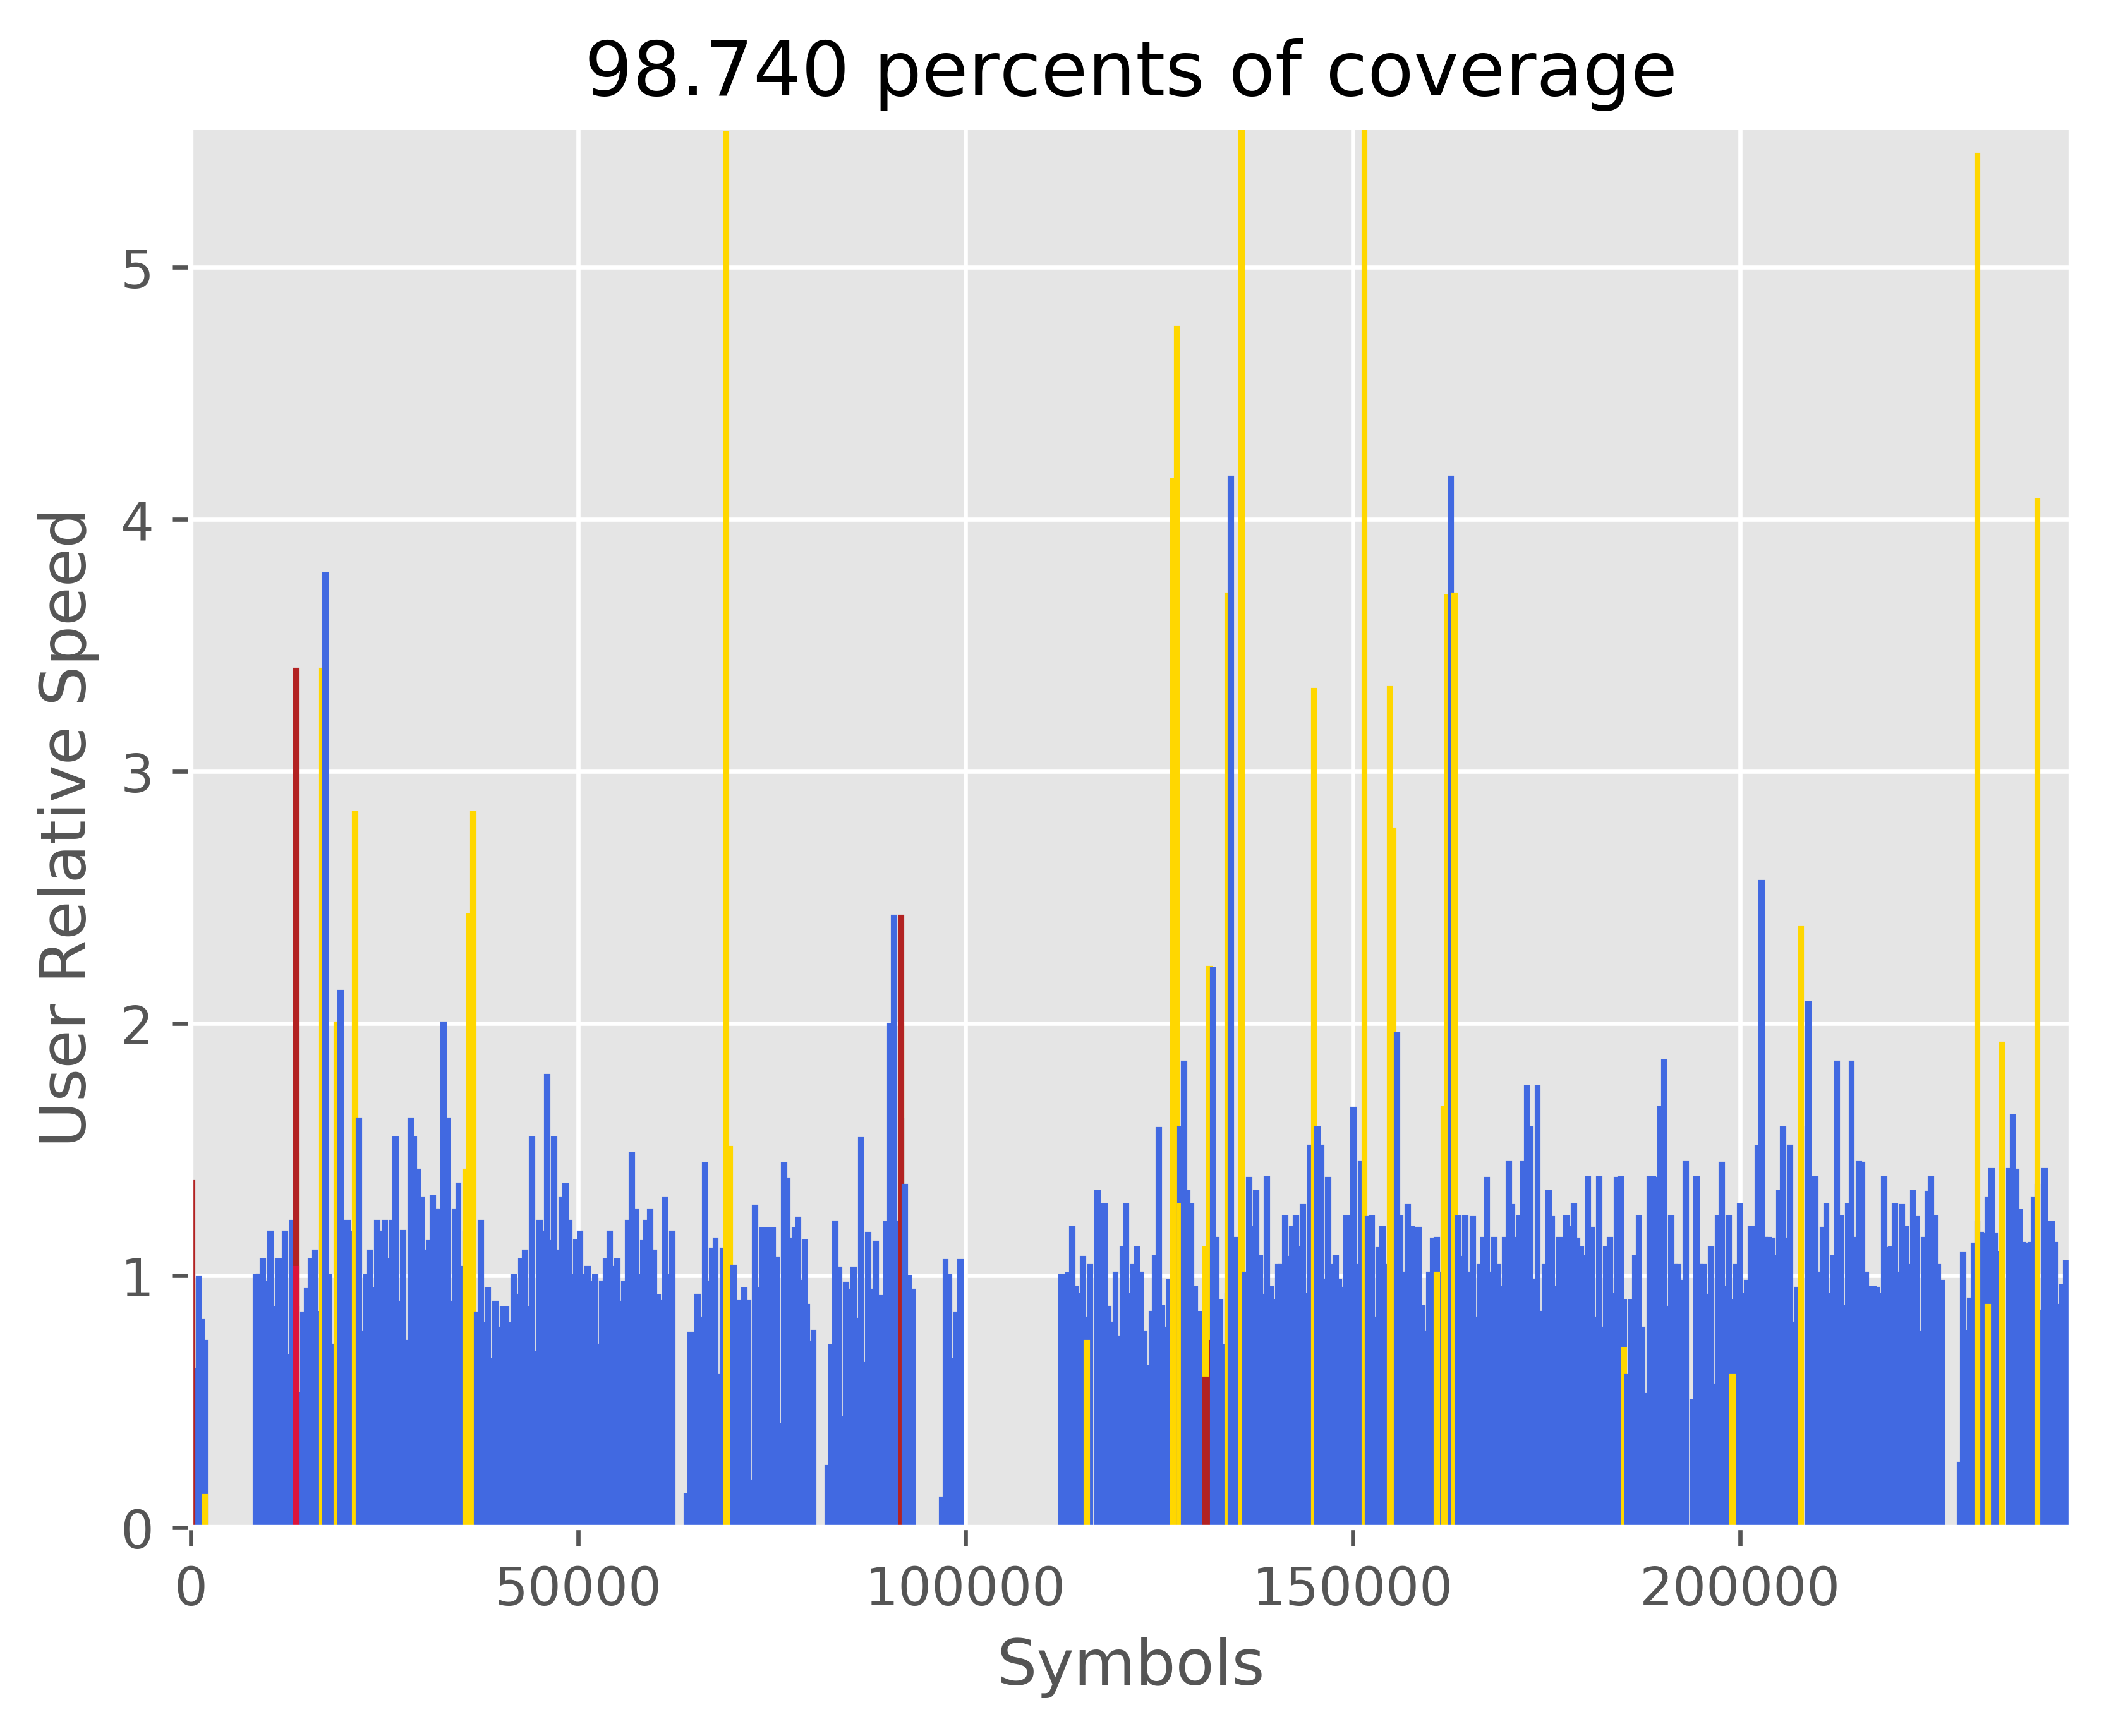 98.740 percents of coverage
User Relative Speed
5
4
3
2
1
0
0 50000 100000 150000 200000
Symbols